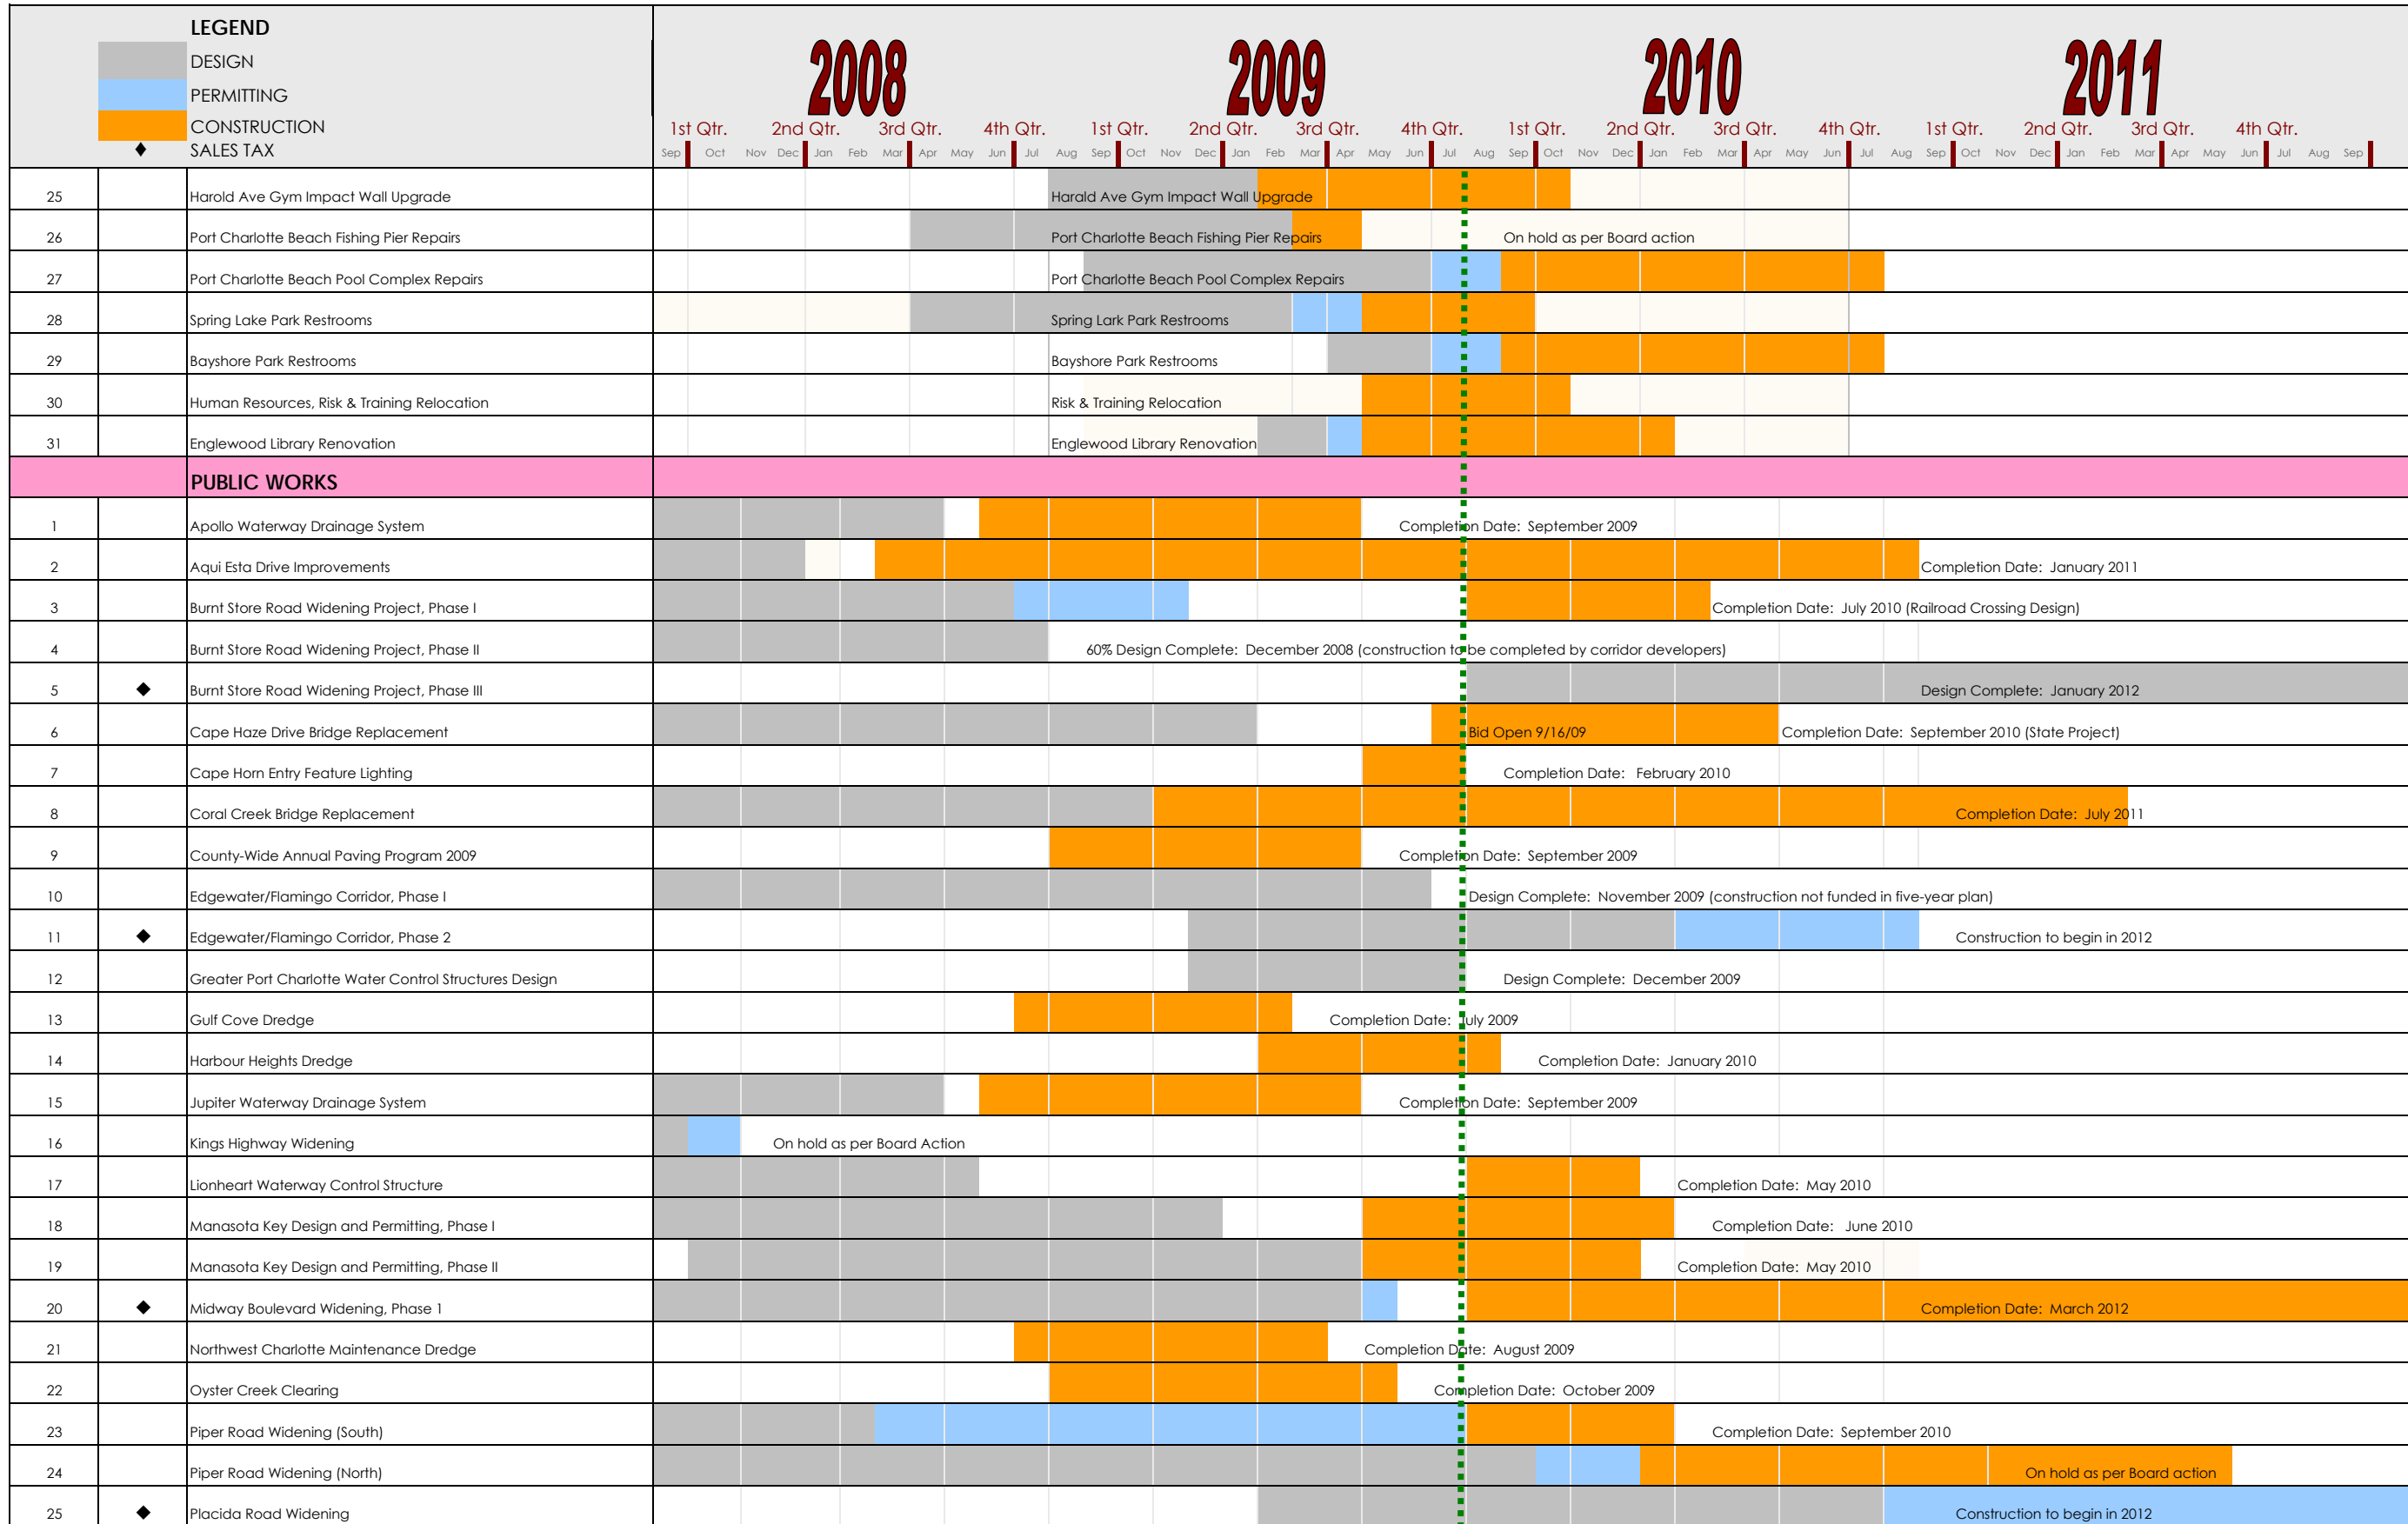 LEGEND
DESIGN
PERMITTING
CONSTRUCTION
♦ SALES TAX
2008 2009 2010 2011
1st Qtr. 2nd Qtr. 3rd Qtr. 4th Qtr. 1st Qtr. 2nd Qtr. 3rd Qtr. 4th Qtr. 1st Qtr. 2nd Qtr. 3rd Qtr. 4th Qtr. 1st Qtr. 2nd Qtr. 3rd Qtr. 4th Qtr.
Sep Oct Nov Dec Jan Feb Mar Apr May Jun Jul Aug Sep Oct Nov Dec Jan Feb Mar Apr May Jun Jul Aug Sep Oct Nov Dec Jan Feb Mar Apr May Jun Jul Aug Sep Oct Nov Dec Jan Feb Mar Apr May Jun Jul Aug Sep
25 Harold Ave Gym Impact Wall Upgrade Harald Ave Gym Impact Wall Upgrade
26 Port Charlotte Beach Fishing Pier Repairs Port Charlotte Beach Fishing Pier Repairs On hold as per Board action
27 Port Charlotte Beach Pool Complex Repairs Port Charlotte Beach Pool Complex Repairs
28 Spring Lake Park Restrooms Spring Lark Park Restrooms
29 Bayshore Park Restrooms Bayshore Park Restrooms
30 Human Resources, Risk & Training Relocation Risk & Training Relocation
31 Englewood Library Renovation Englewood Library Renovation
PUBLIC WORKS
1 Apollo Waterway Drainage System Completion Date: September 2009
2 Aqui Esta Drive Improvements Completion Date: January 2011
3 Burnt Store Road Widening Project, Phase I Completion Date: July 2010 (Railroad Crossing Design)
4 Burnt Store Road Widening Project, Phase II 60% Design Complete: December 2008 (construction to be completed by corridor developers)
5 ♦ Burnt Store Road Widening Project, Phase III Design Complete: January 2012
6 Cape Haze Drive Bridge Replacement Bid Open 9/16/09 Completion Date: September 2010 (State Project)
7 Cape Horn Entry Feature Lighting Completion Date: February 2010
8 Coral Creek Bridge Replacement Completion Date: July 2011
9 County-Wide Annual Paving Program 2009 Completion Date: September 2009
10 Edgewater/Flamingo Corridor, Phase I Design Complete: November 2009 (construction not funded in five-year plan)
11 ♦ Edgewater/Flamingo Corridor, Phase 2 Construction to begin in 2012
12 Greater Port Charlotte Water Control Structures Design Design Complete: December 2009
13 Gulf Cove Dredge Completion Date: July 2009
14 Harbour Heights Dredge Completion Date: January 2010
15 Jupiter Waterway Drainage System Completion Date: September 2009
16 Kings Highway Widening On hold as per Board Action
17 Lionheart Waterway Control Structure Completion Date: May 2010
18 Manasota Key Design and Permitting, Phase I Completion Date: June 2010
19 Manasota Key Design and Permitting, Phase II Completion Date: May 2010
20 ♦ Midway Boulevard Widening, Phase 1 Completion Date: March 2012
21 Northwest Charlotte Maintenance Dredge Completion Date: August 2009
22 Oyster Creek Clearing Completion Date: October 2009
23 Piper Road Widening (South) Completion Date: September 2010
24 Piper Road Widening (North) On hold as per Board action
25 ♦ Placida Road Widening Construction to begin in 2012